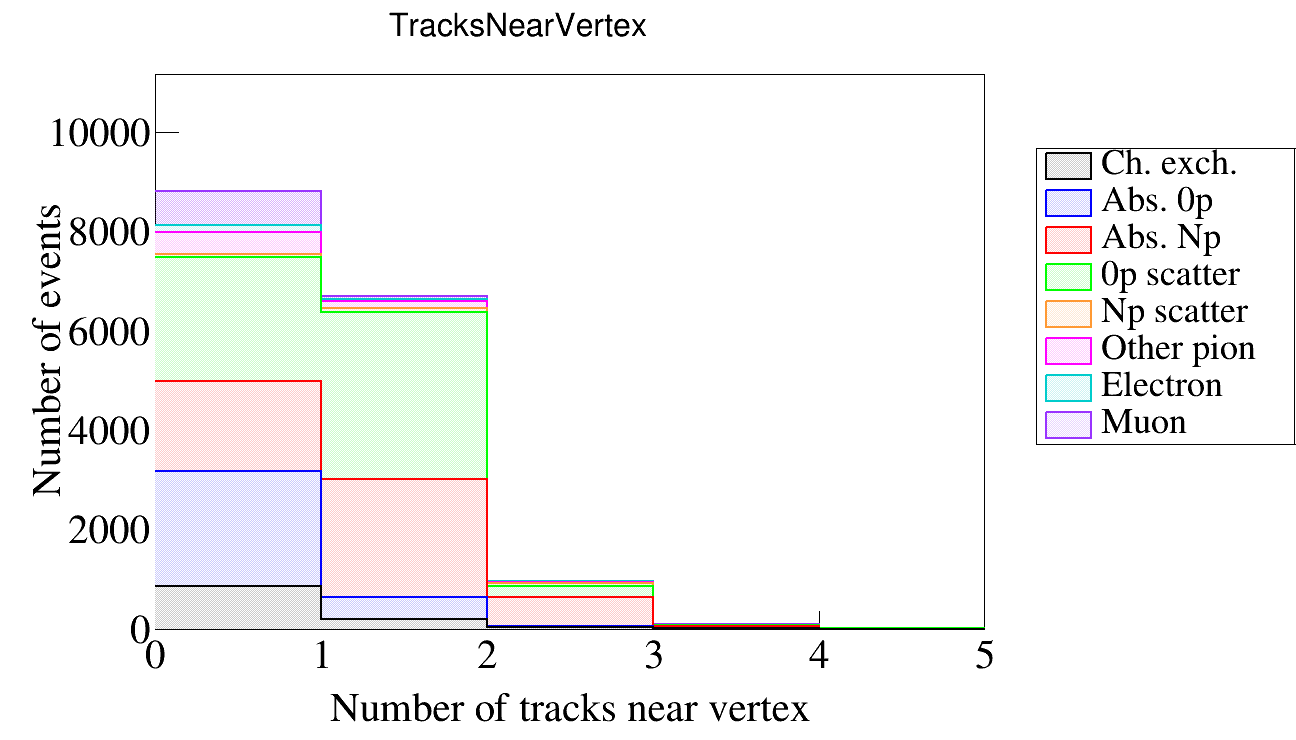 TracksNearVertex
10000
8000
6000
4000
2000
0
Number of events
0 1 2 3 4 5
Number of tracks near vertex
Ch. exch.
Abs. 0p
Abs. Np
0p scatter
Np scatter
Other pion
Electron
Muon